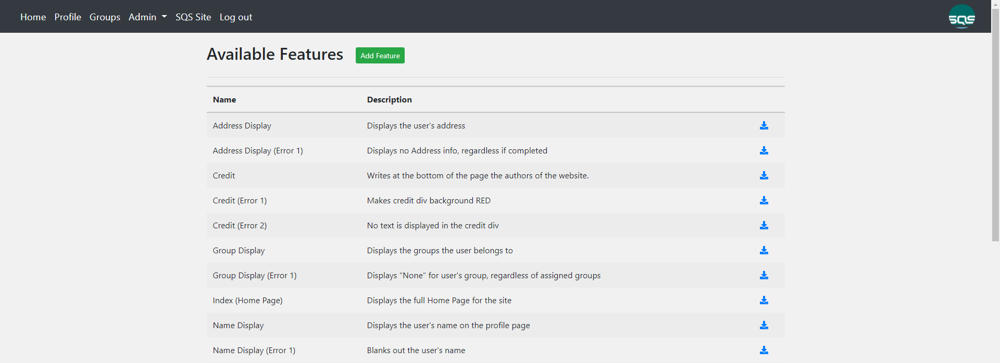 Home Profile Groups Admin SQS Site Log out SQS
Available Features Add Feature
Name Description
Address Display Displays the user's address
Address Display (Error 1) Displays no Address info, regardless if completed
Credit Writes at the bottom of the page the authors of the website.
Credit (Error 1) Makes credit div background RED
Credit (Error 2) No text is displayed in the credit div
Group Display Displays the groups the user belongs to
Group Display (Error 1) Displays "None" for user's group, regardless of assigned groups
Index (Home Page) Displays the full Home Page for the site
Name Display Displays the user's name on the profile page
Name Display (Error 1) Blanks out the user's name